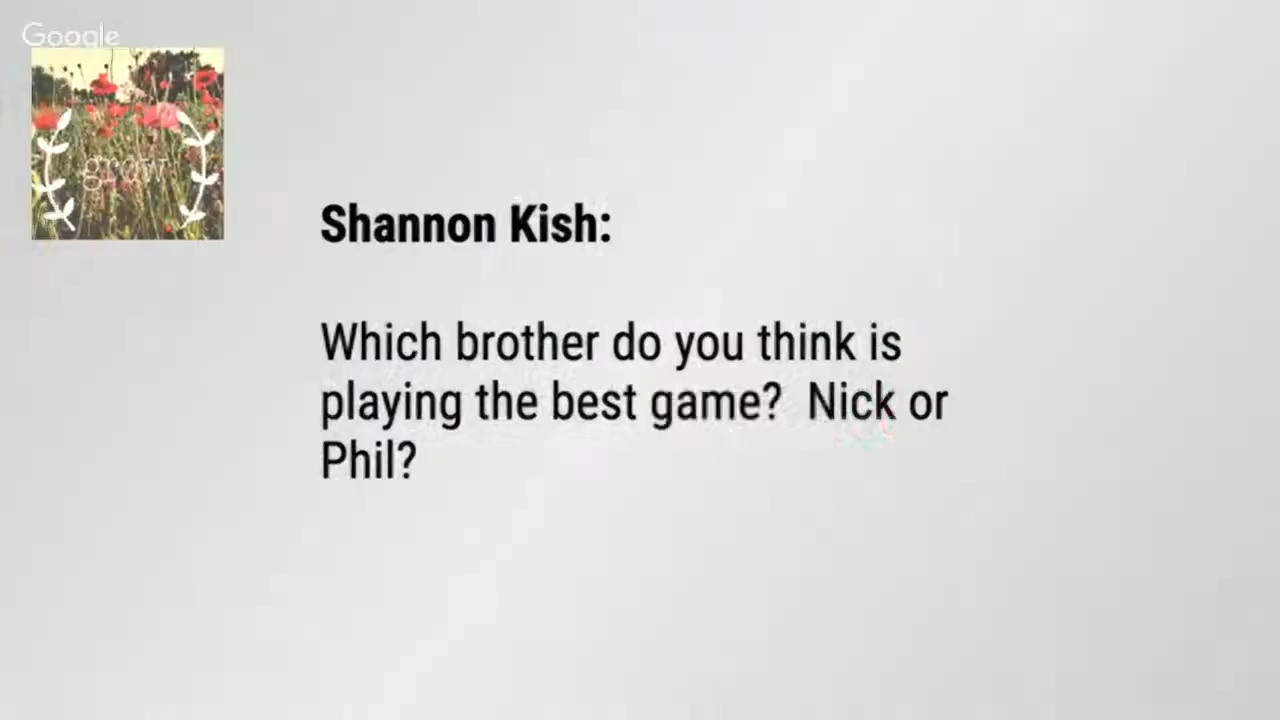 Google
grow
Shannon Kish:
Which brother do you think is
playing the best game?  Nick or
Phil?